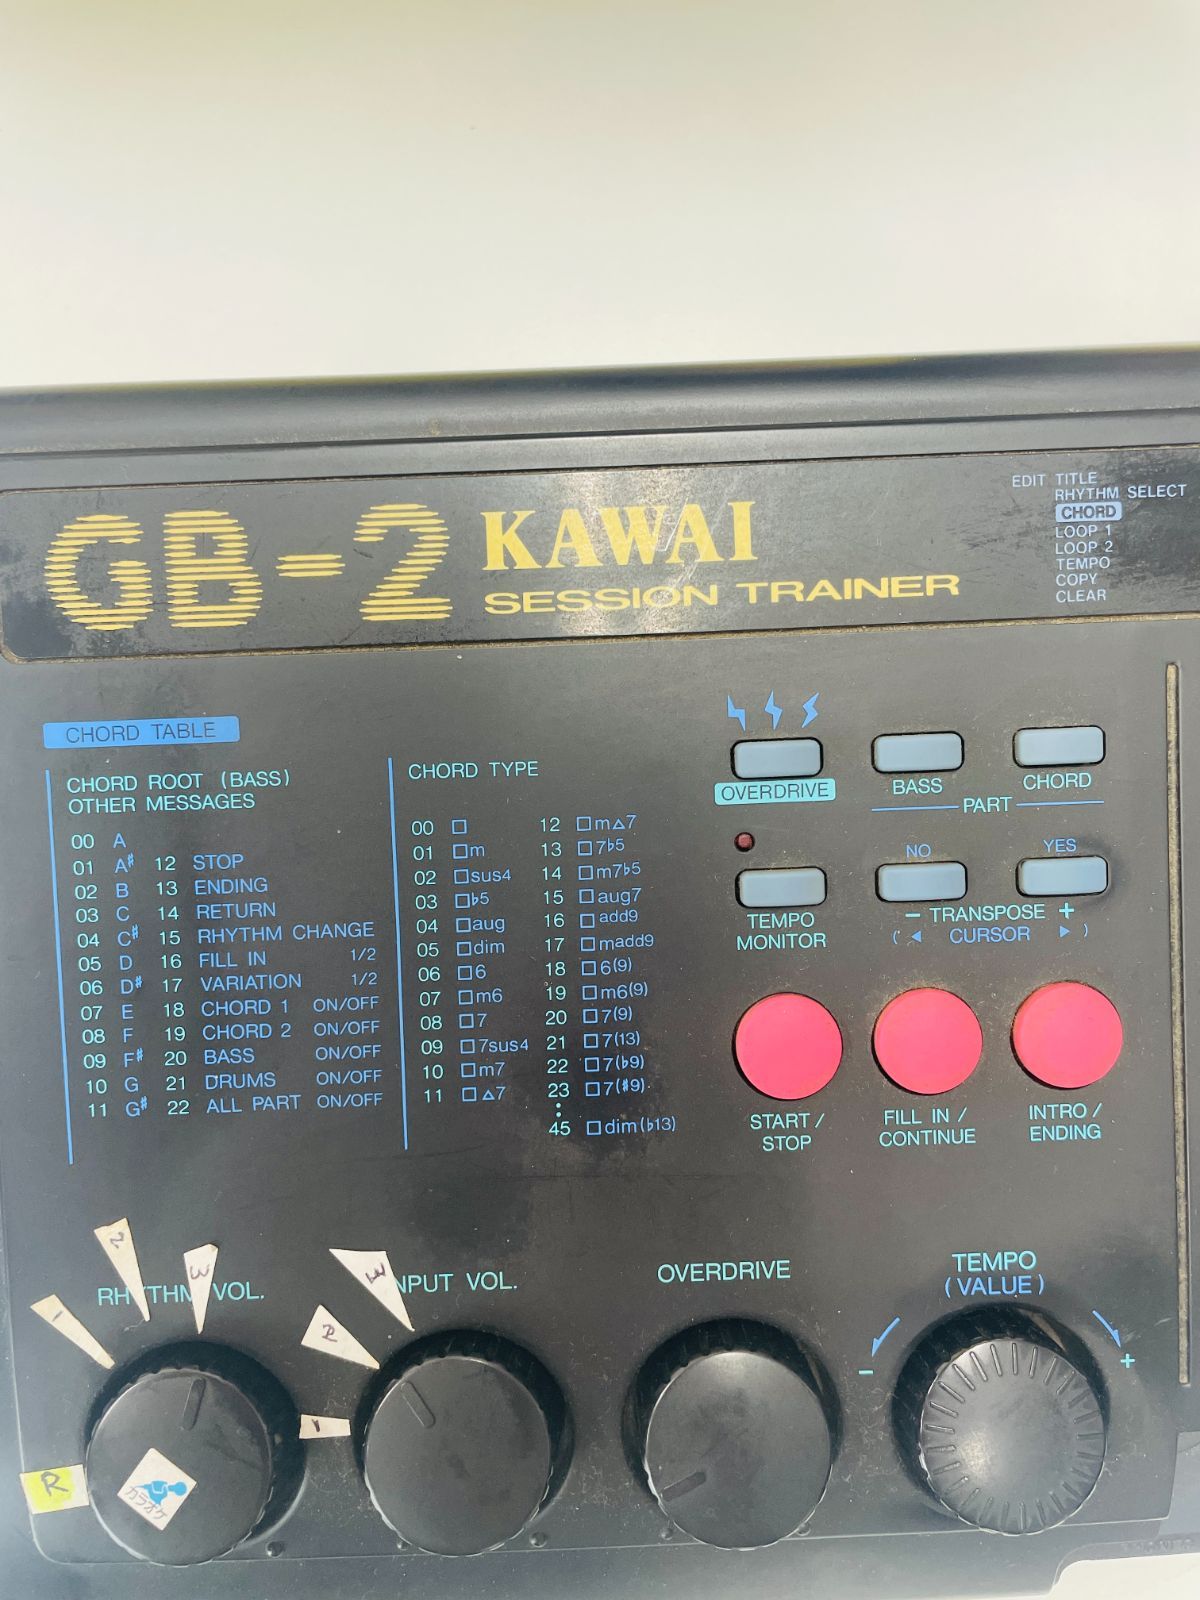 GB-2 KAWAI
SESSION TRAINER
EDIT TITLE
RHYTHM SELECT
CHORD
LOOP 1
LOOP 2
TEMPO
COPY
CLEAR
CHORD TABLE
CHORD ROOT (BASS)
OTHER MESSAGES
00 A
01 A♯ 12 STOP
02 B 13 ENDING
03 C 14 RETURN
04 C♯ 15 RHYTHM CHANGE
05 D 16 FILL IN 1/2
06 D♯ 17 VARIATION 1/2
07 E 18 CHORD 1 ON/OFF
08 F 19 CHORD 2 ON/OFF
09 F♯ 20 BASS ON/OFF
10 G 21 DRUMS ON/OFF
11 G♯ 22 ALL PART ON/OFF
CHORD TYPE
00 □ 12 □m△7
01 □m 13 □7♭5
02 □sus4 14 □m7♭5
03 □♭5 15 □aug7
04 □aug 16 □add9
05 □dim 17 □madd9
06 □6 18 □6(9)
07 □m6 19 □m6(9)
08 □7 20 □7(9)
09 □7sus4 21 □7(13)
10 □m7 22 □7(♭9)
11 □△7 23 □7(♯9)
45 □dim(♭13)
OVERDRIVE
BASS
CHORD
PART
TEMPO
MONITOR
NO
YES
− TRANSPOSE +
( ◀ CURSOR ▶ )
START /
STOP
FILL IN /
CONTINUE
INTRO /
ENDING
RHYTHM VOL.
1
2
3
R
カラオケ
INPUT VOL.
1
2
3
OVERDRIVE
TEMPO
(VALUE)
− +